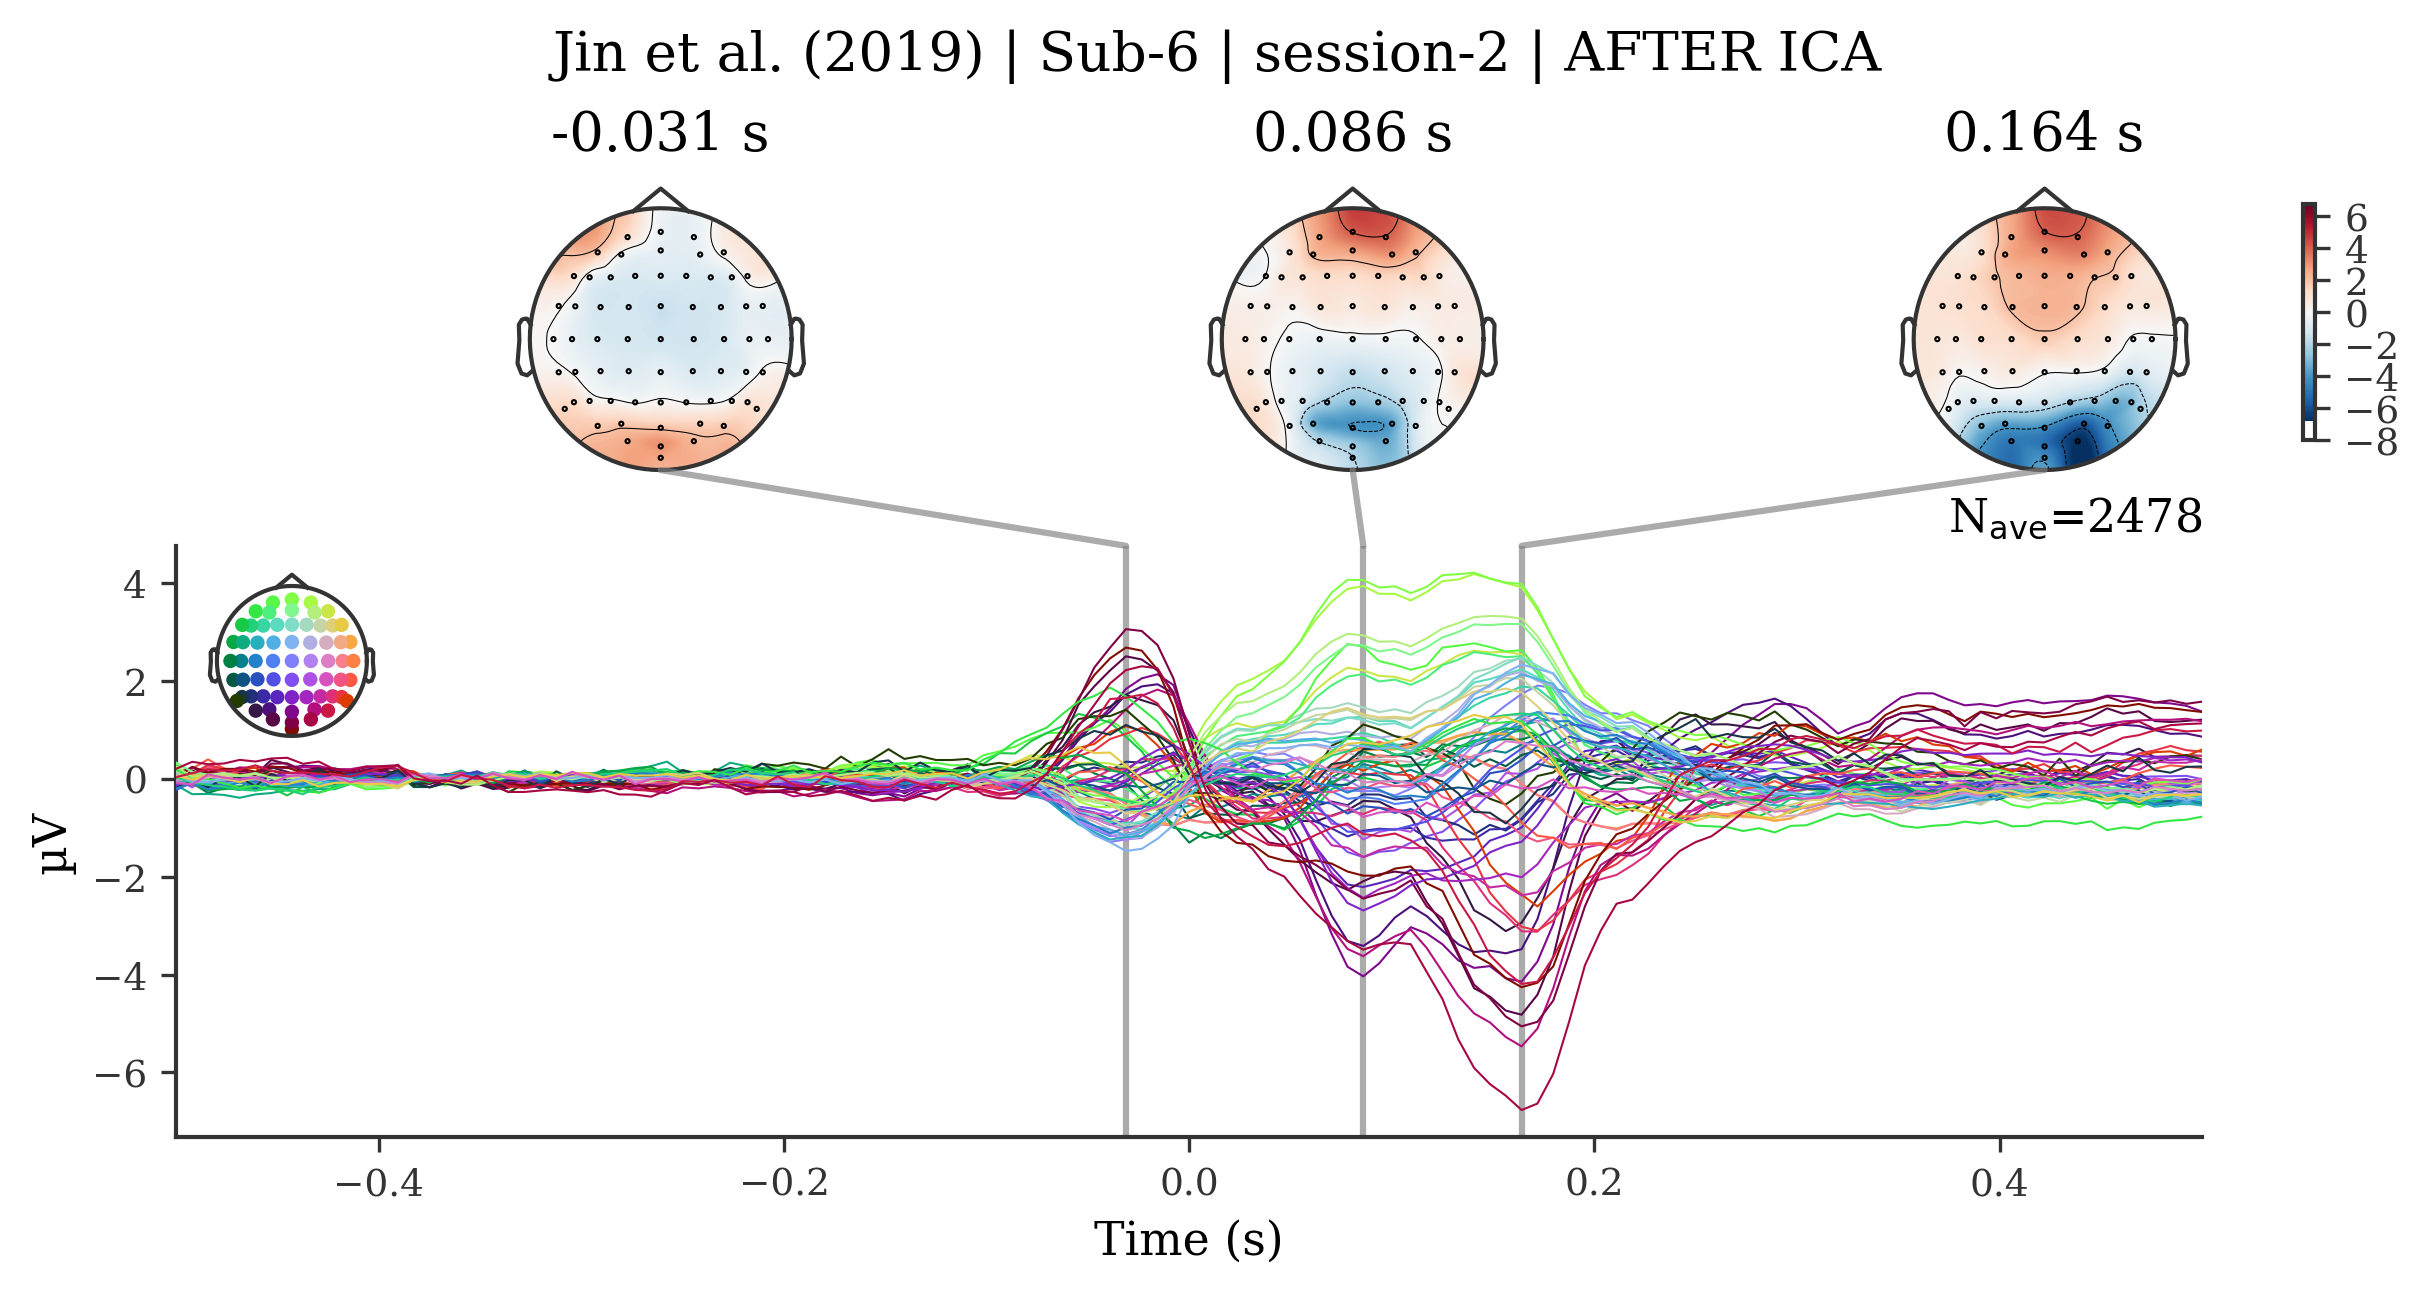 Jin et al. (2019) | Sub-6 | session-2 | AFTER ICA
-0.031 s
0.086 s
0.164 s
6
4
2
0
−2
−4
−6
−8
Nave=2478
4
2
0
−2
−4
−6
µV
−0.4
−0.2
0.0
0.2
0.4
Time (s)